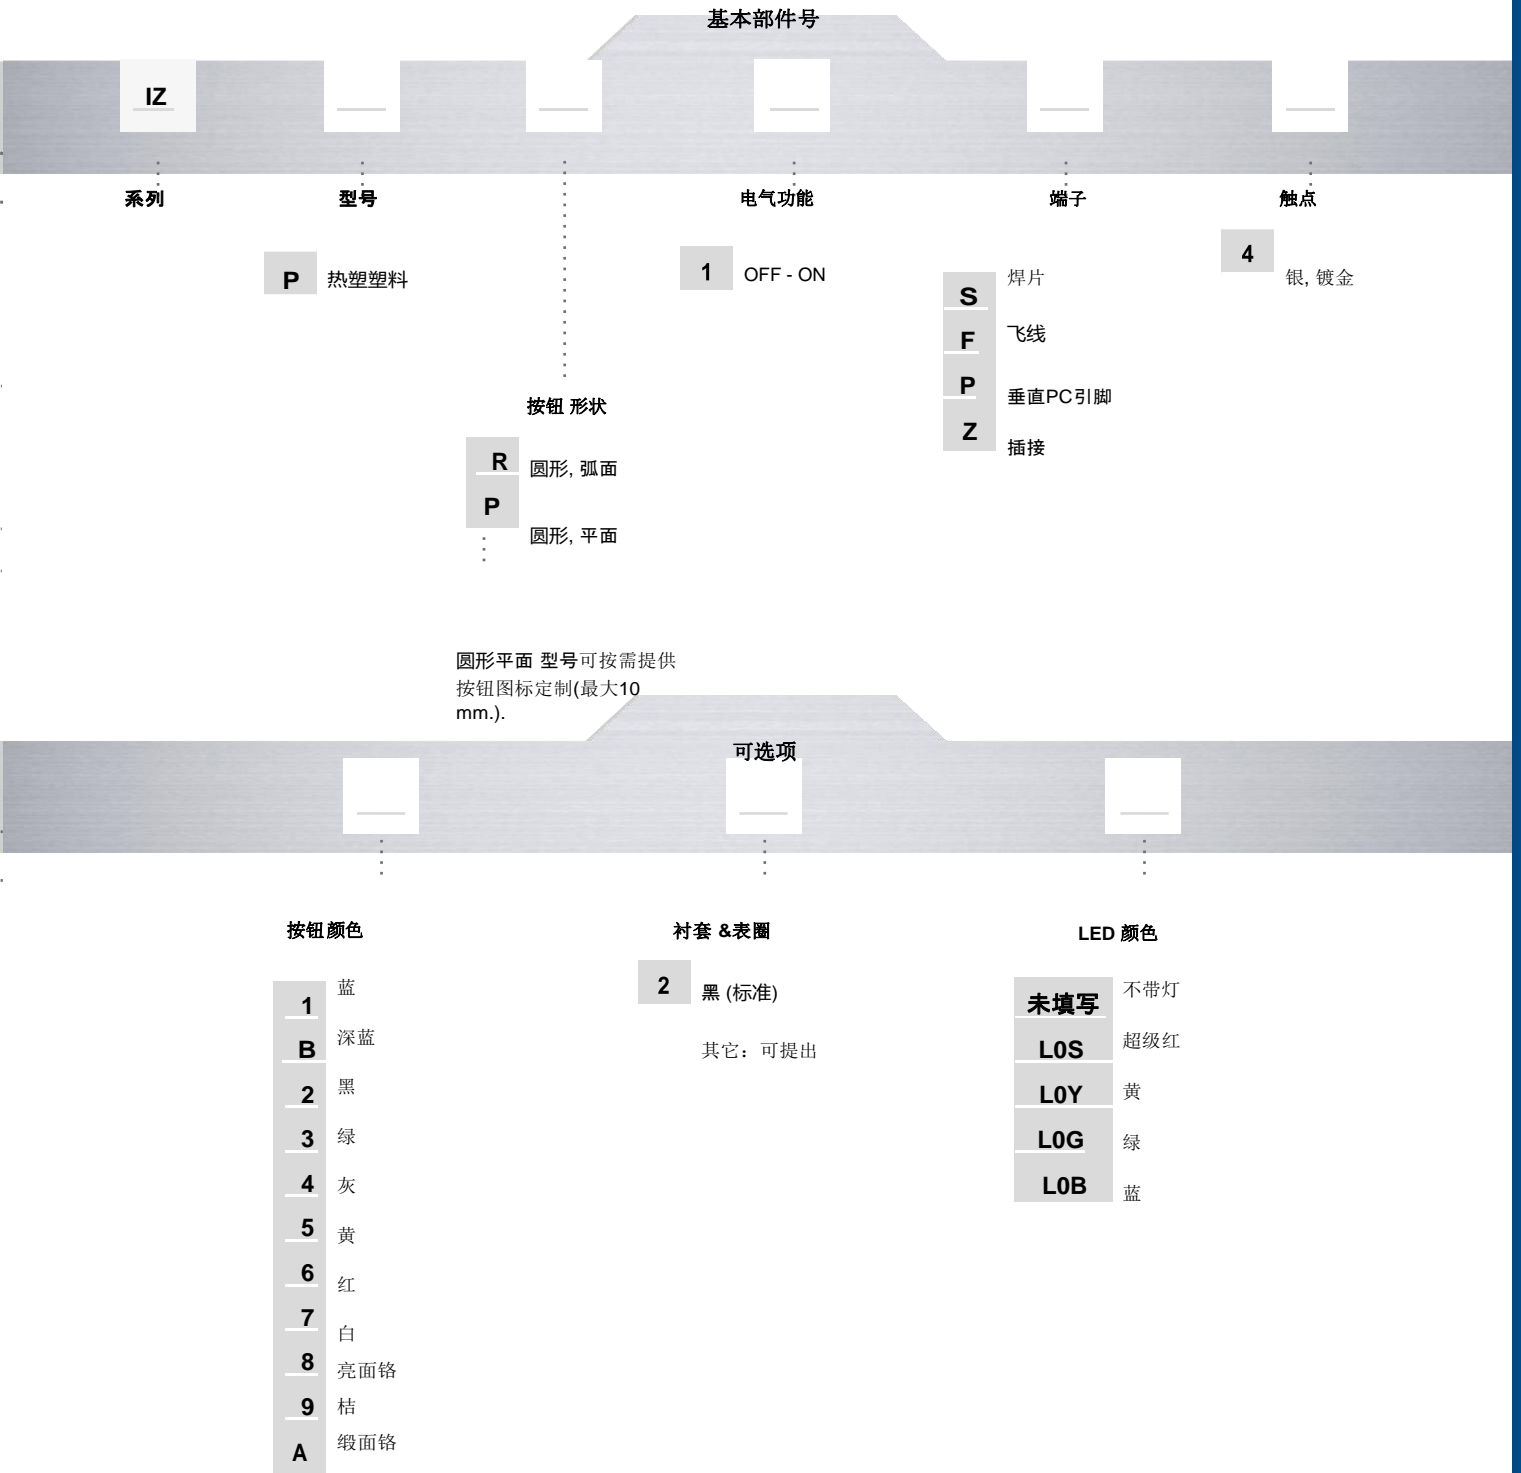 基本部件号
IZ
系列
型号
电气功能
端子
触点
P 热塑塑料
1 OFF - ON
S 焊片
F 飞线
P 垂直PC引脚
Z 插接
4 银, 镀金
按钮 形状
R 圆形, 弧面
P 圆形, 平面
圆形平面 型号可按需提供
按钮图标定制(最大10
mm.).
可选项
按钮颜色
1 蓝
B 深蓝
2 黑
3 绿
4 灰
5 黄
6 红
7 白
8 亮面铬
9 桔
A 缎面铬
衬套 &表圈
2 黑 (标准)
其它：可提出
LED 颜色
未填写 不带灯
L0S 超级红
L0Y 黄
L0G 绿
L0B 蓝